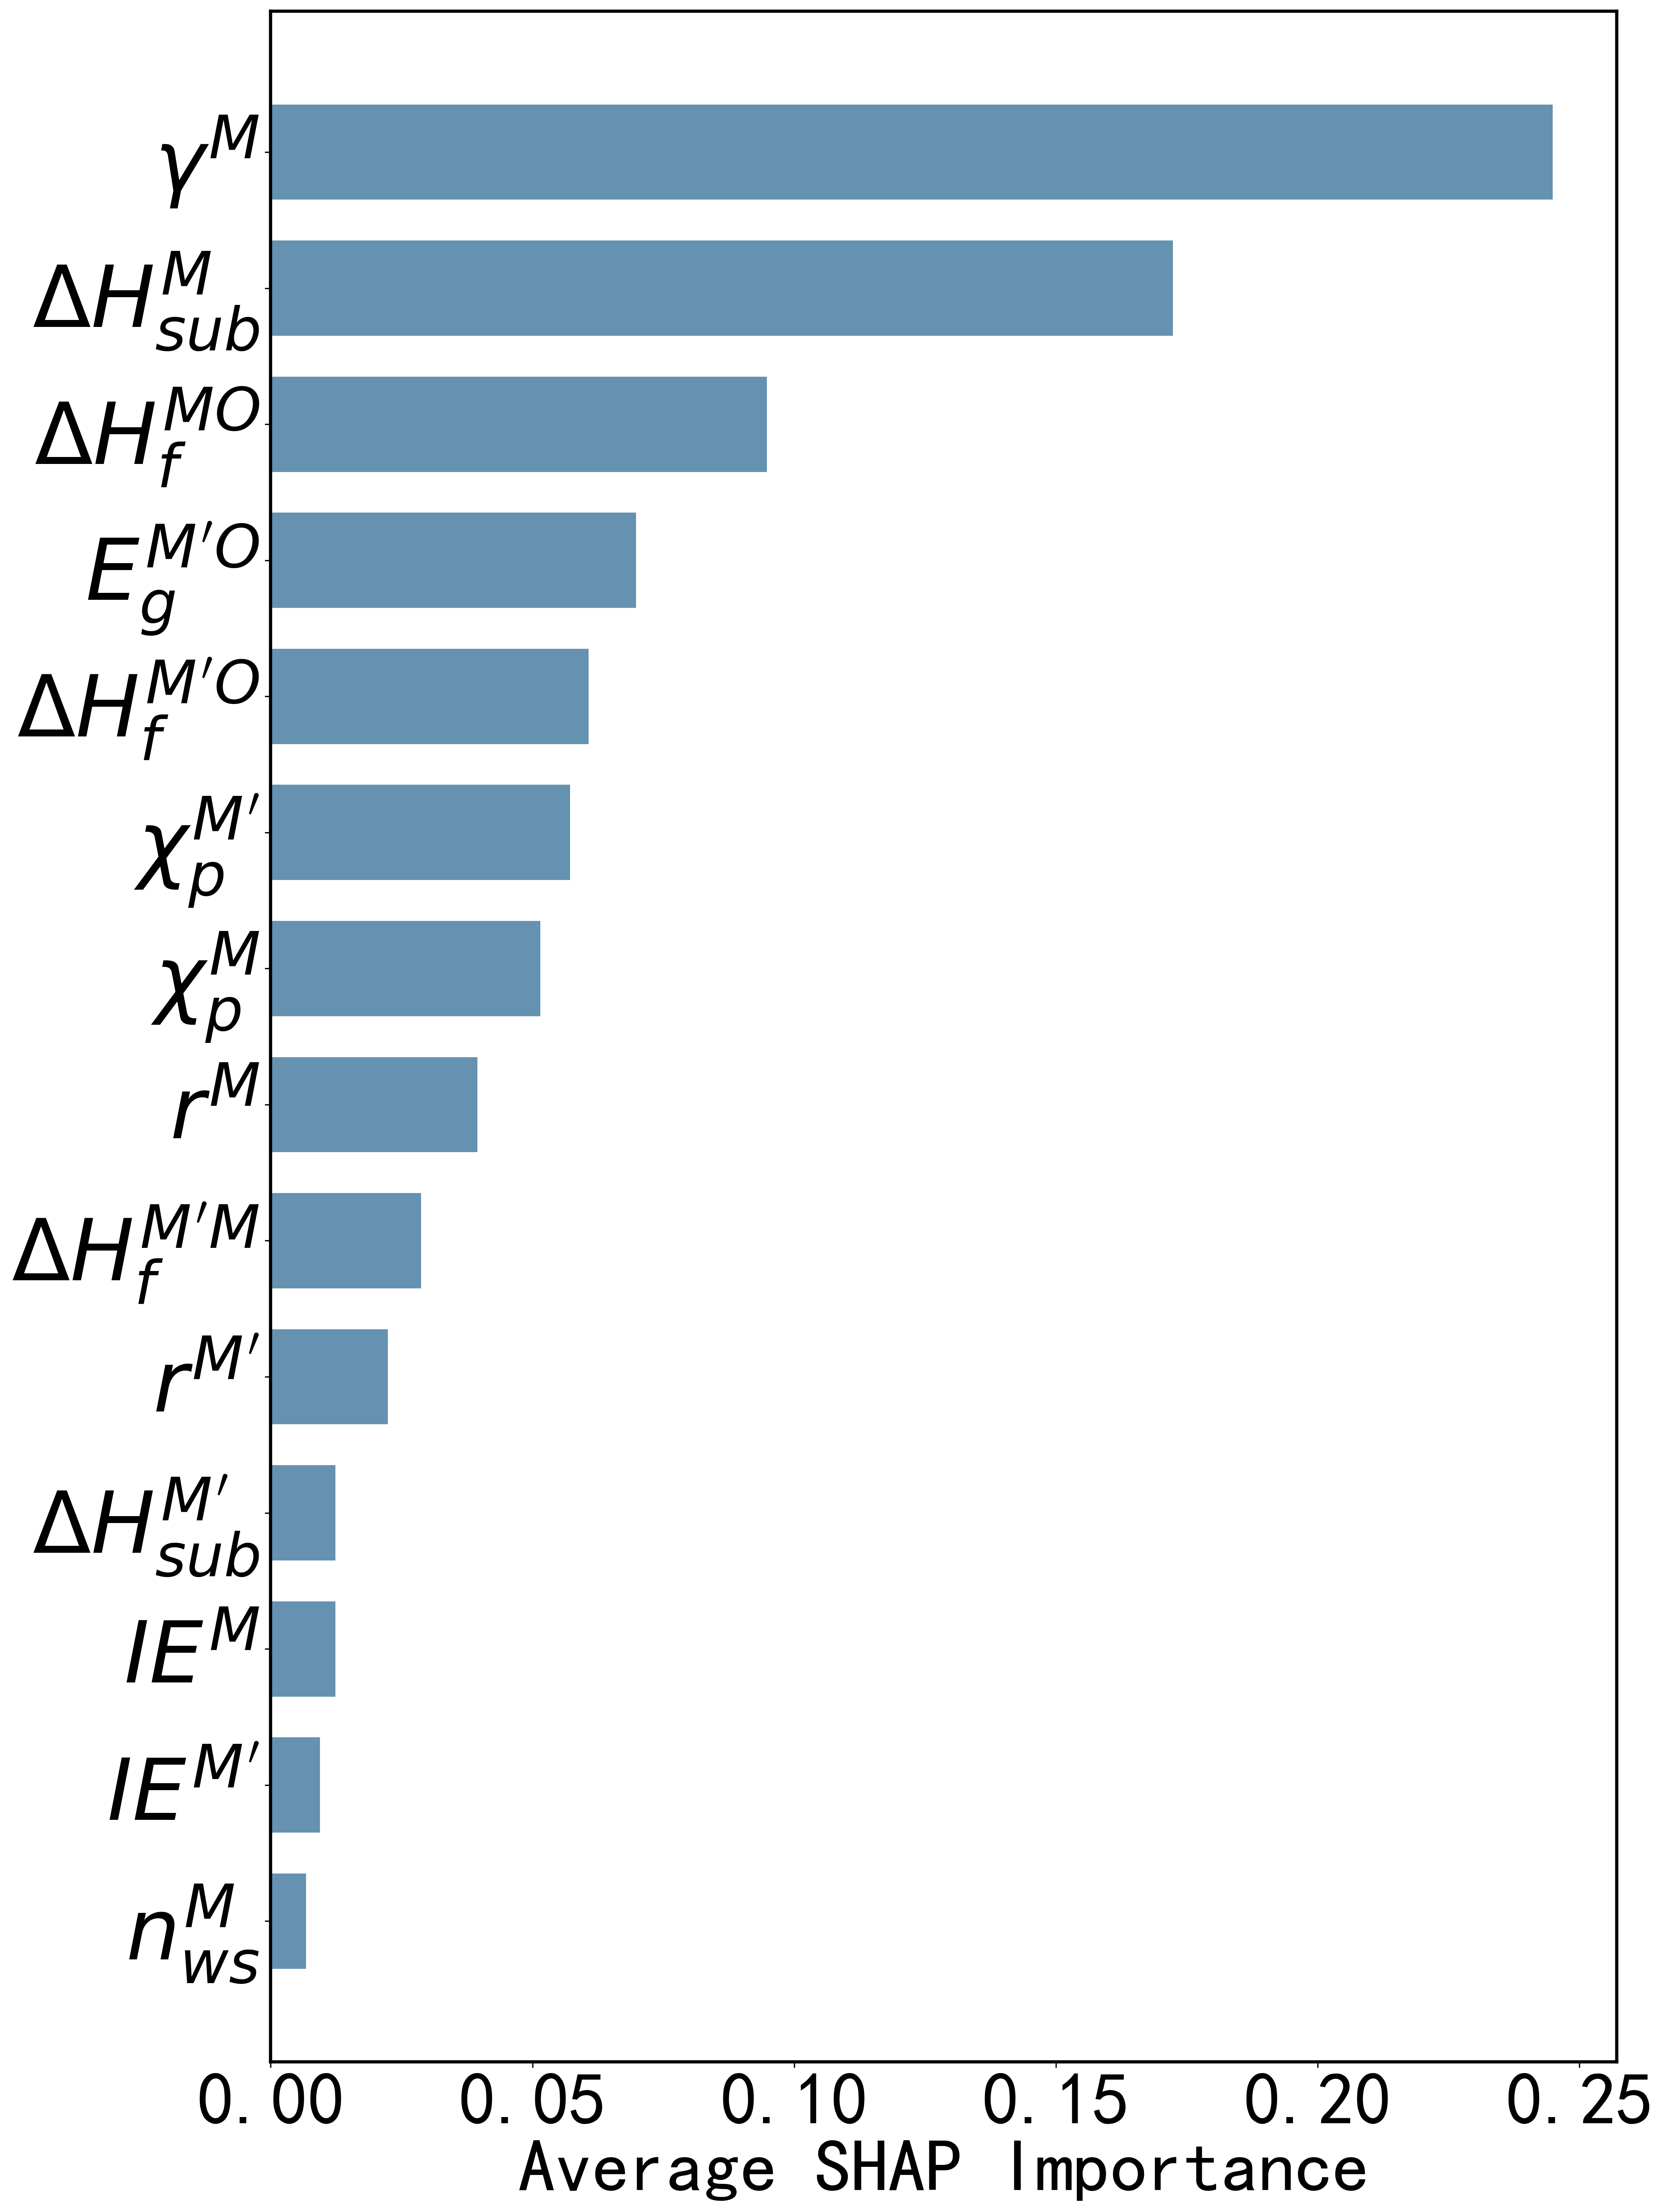 γ^M
ΔH_sub^M
ΔH_f^MO
E_g^M′O
ΔH_f^M′O
χ_p^M′
χ_p^M
r^M
ΔH_f^M′M
r^M′
ΔH_sub^M′
IE^M
IE^M′
n_ws^M
0.00 0.05 0.10 0.15 0.20 0.25
Average SHAP Importance